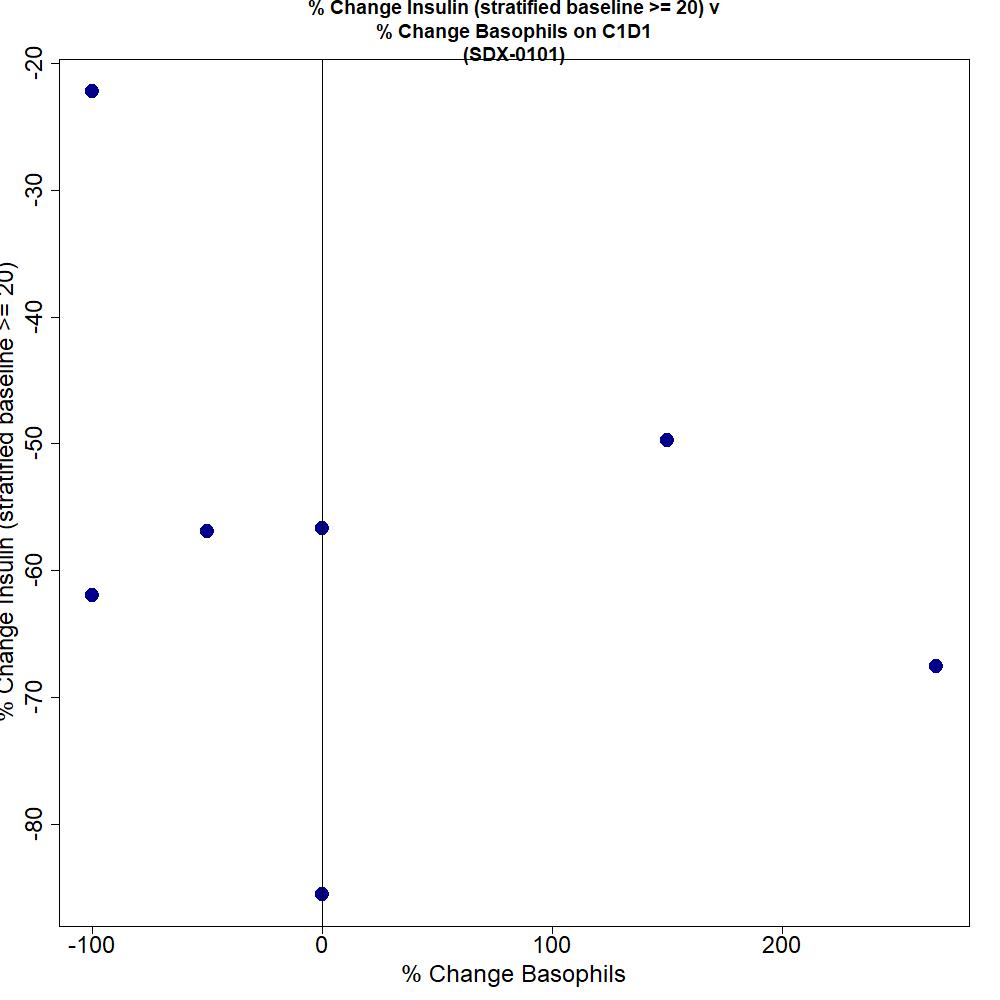 % Change Insulin (stratified baseline >= 20) v
% Change Basophils on C1D1
(SDX-0101)
% Change Insulin (stratified baseline >= 20)
-20
-30
-40
-50
-60
-70
-80
-100 0 100 200
% Change Basophils